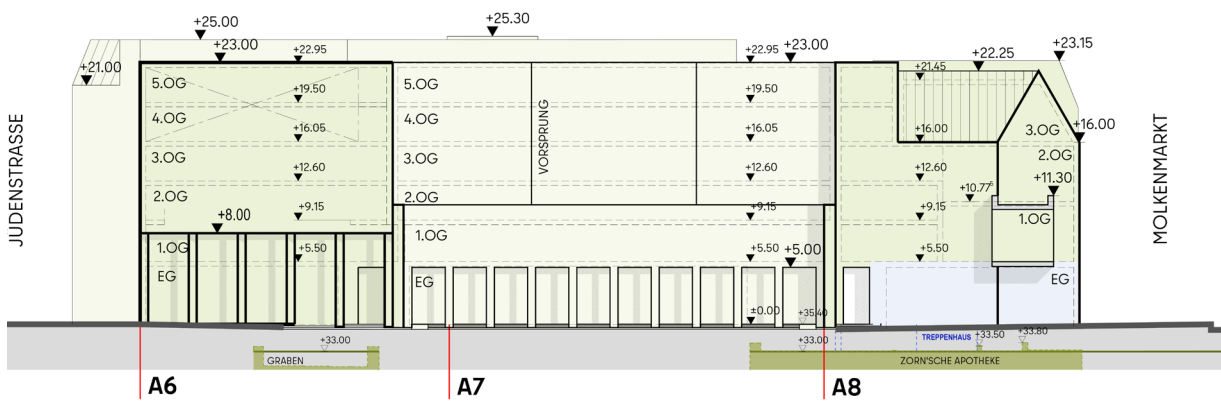 +25.00
+25.30
+23.00
+22.95
+22.95
+23.00
+22.25
+23.15
+21.00
+21.45
5.OG
+19.50
5.OG
+19.50
4.OG
4.OG
+16.05
+16.05
+16.00
3.OG
+16.00
3.OG
3.OG
2.OG
+12.60
+12.60
+12.60
2.OG
2.OG
+10.77⁵
+11.30
+8.00
+9.15
+9.15
+9.15
1.OG
1.OG
1.OG
+5.50
+5.50
+5.00
+5.50
EG
EG
EG
VORSPRUNG
JUDENSTRASSE
MOLKENMARKT
±0.00
+35.40
+33.00
+33.00
TREPPENHAUS
+33.50
+33.80
GRABEN
ZORN'SCHE APOTHEKE
A6
A7
A8